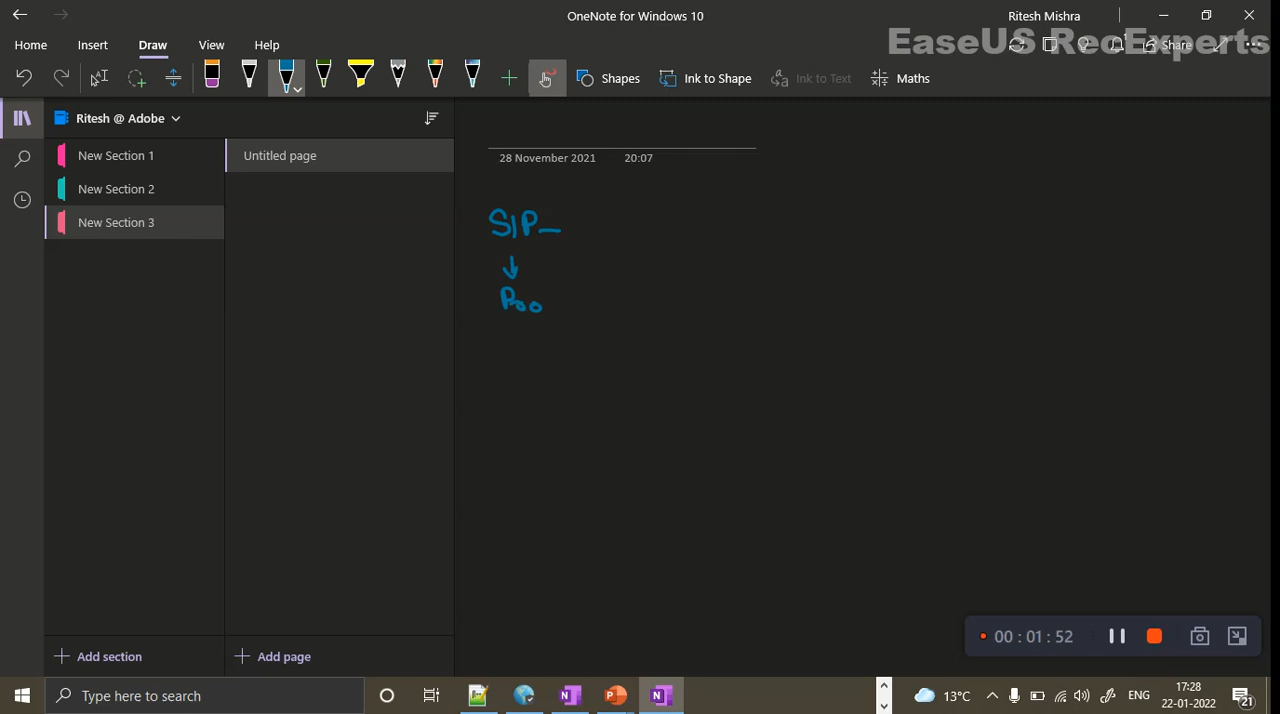 OneNote for Windows 10
Ritesh Mishra
EaseUS RecExperts
Home Insert Draw View Help
Share
Shapes Ink to Shape Ink to Text Maths
Ritesh @ Adobe
New Section 1
New Section 2
New Section 3
Untitled page
28 November 2021 20:07
SIP_
Poo
00:01:52
Add section
Add page
Type here to search
13°C
ENG
17:28
22-01-2022
21